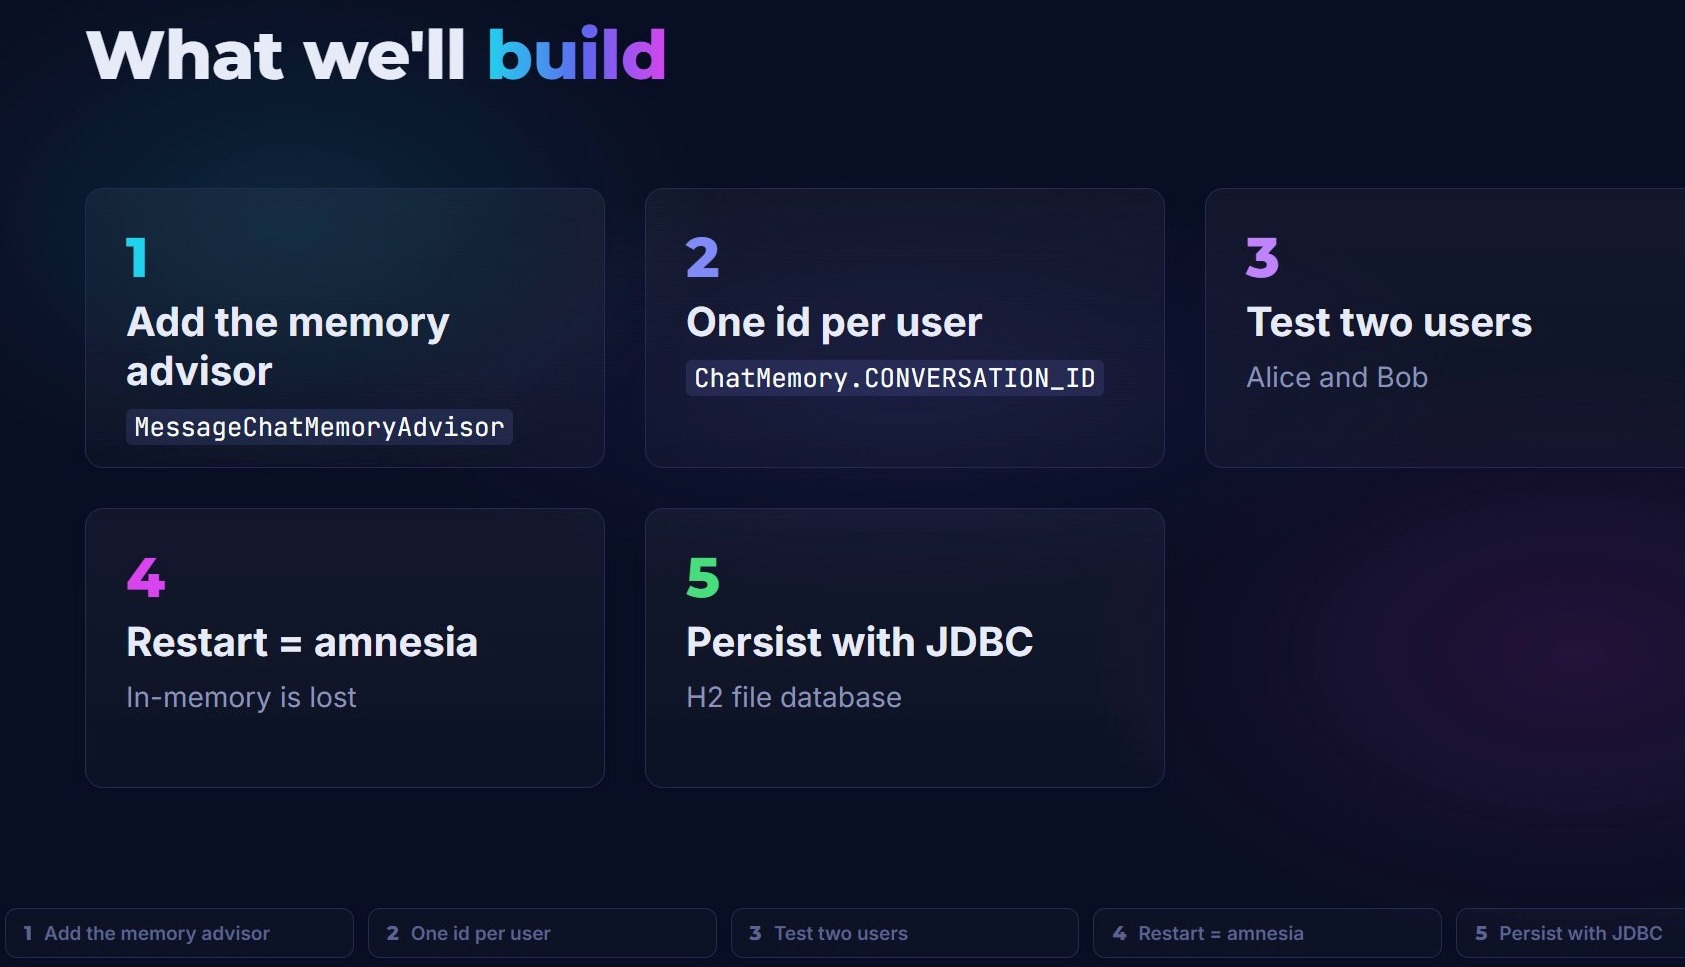 What we'll build
1
Add the memory
advisor
MessageChatMemoryAdvisor
2
One id per user
ChatMemory.CONVERSATION_ID
3
Test two users
Alice and Bob
4
Restart = amnesia
In-memory is lost
5
Persist with JDBC
H2 file database
1 Add the memory advisor
2 One id per user
3 Test two users
4 Restart = amnesia
5 Persist with JDBC